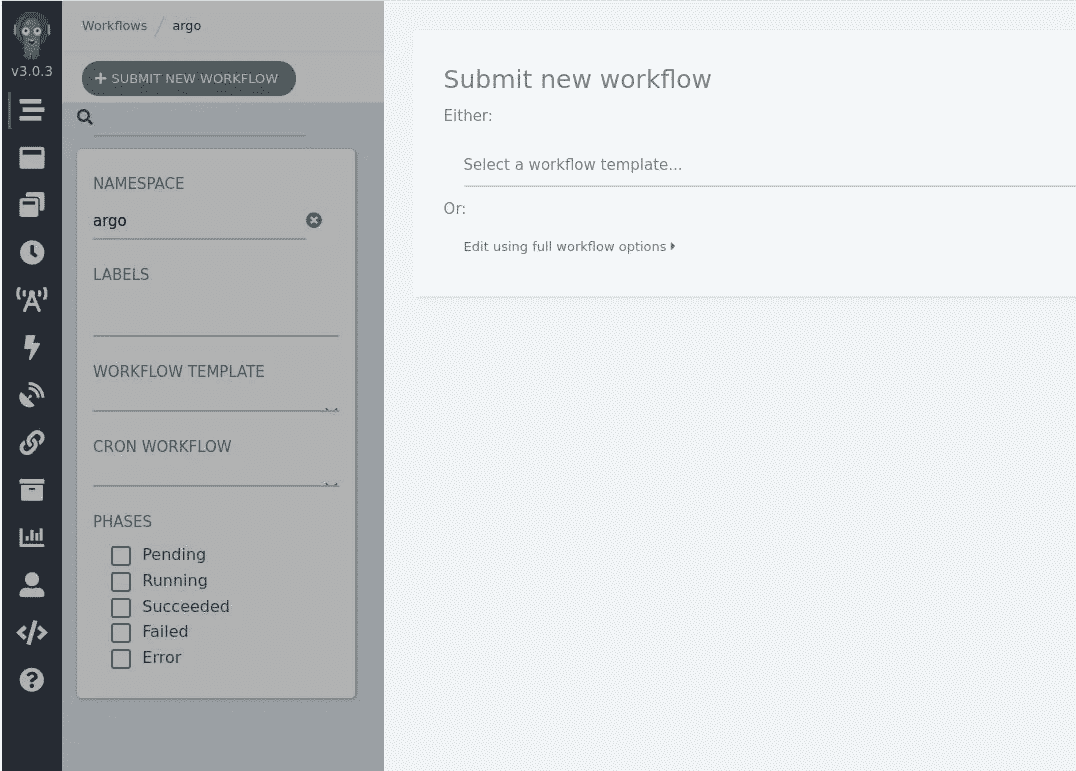 v3.0.3
Workflows / argo
SUBMIT NEW WORKFLOW
NAMESPACE
argo
LABELS
WORKFLOW TEMPLATE
CRON WORKFLOW
PHASES
Pending
Running
Succeeded
Failed
Error
Submit new workflow
Either:
Select a workflow template...
Or:
Edit using full workflow options